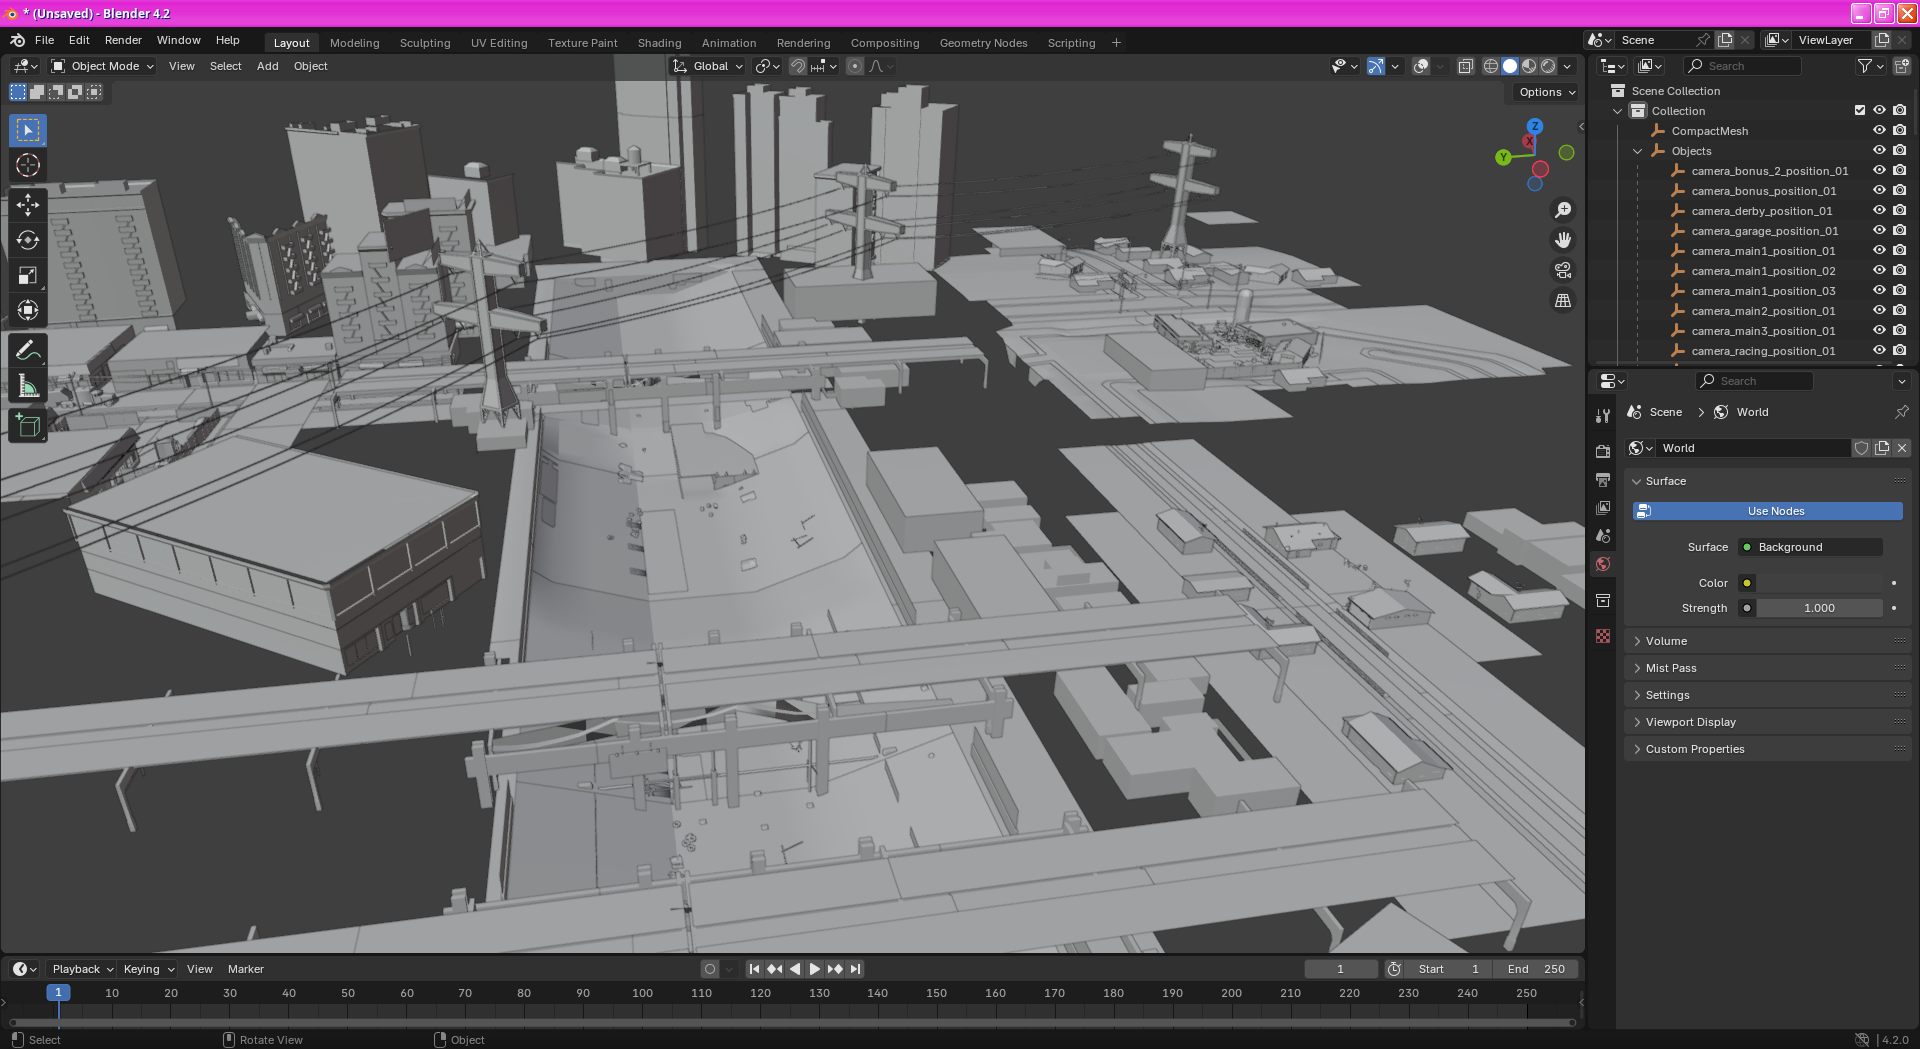 * (Unsaved) - Blender 4.2
File Edit Render Window Help Layout Modeling Sculpting UV Editing Texture Paint Shading Animation Rendering Compositing Geometry Nodes Scripting + Scene ViewLayer
Object Mode View Select Add Object Global Search
Options
Z
X
Y
Scene Collection
Collection
CompactMesh
Objects
camera_bonus_2_position_01
camera_bonus_position_01
camera_derby_position_01
camera_garage_position_01
camera_main1_position_01
camera_main1_position_02
camera_main1_position_03
camera_main2_position_01
camera_main3_position_01
camera_racing_position_01
Search
Scene > World
World
Surface
Use Nodes
Surface Background
Color
Strength 1.000
Volume
Mist Pass
Settings
Viewport Display
Custom Properties
Playback Keying View Marker 1 Start 1 End 250
1 10 20 30 40 50 60 70 80 90 100 110 120 130 140 150 160 170 180 190 200 210 220 230 240 250
Select Rotate View Object 4.2.0